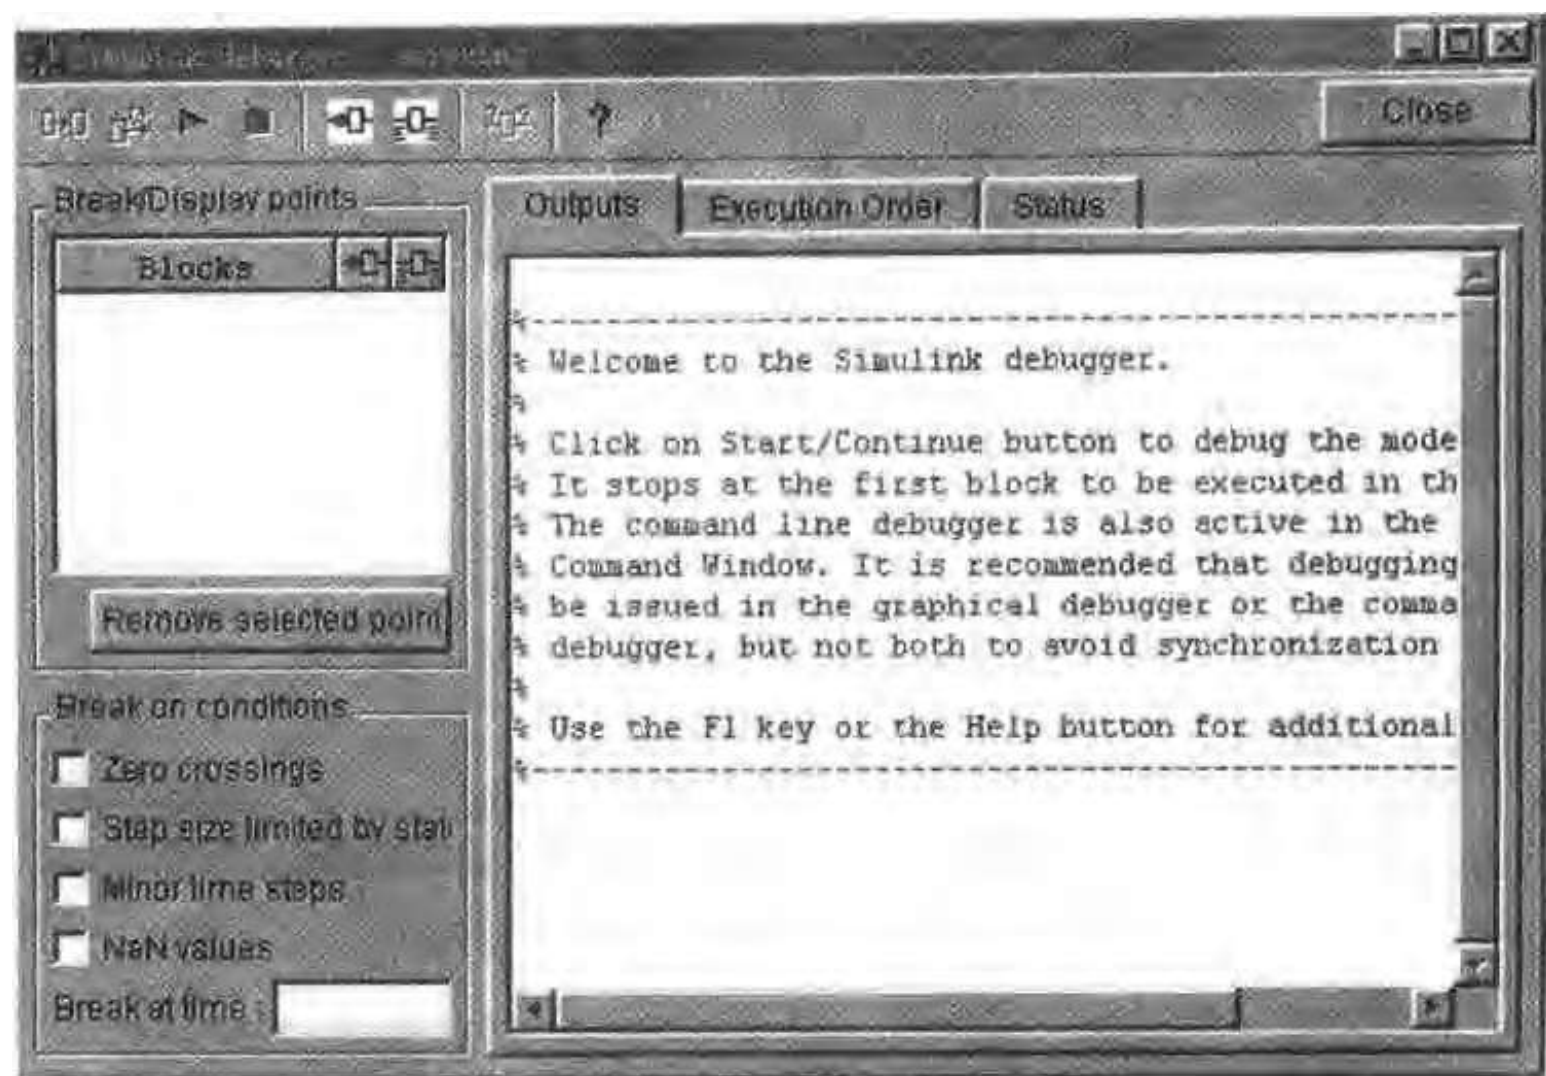 Simulink debugger
Close
Break/Display points
Blocks
Remove selected point
Break on conditions
Zero crossings
Step size limited by state
Minor time steps
NaN values
Break at time :
Outputs
Execution Order
Status
%--------------------------------------------------
% Welcome to the Simulink debugger.
%
% Click on Start/Continue button to debug the mode
% It stops at the first block to be executed in th
% The command line debugger is also active in the
% Command Window. It is recommended that debugging
% be issued in the graphical debugger or the comma
% debugger, but not both to avoid synchronization
%
% Use the F1 key or the Help button for additional
%--------------------------------------------------